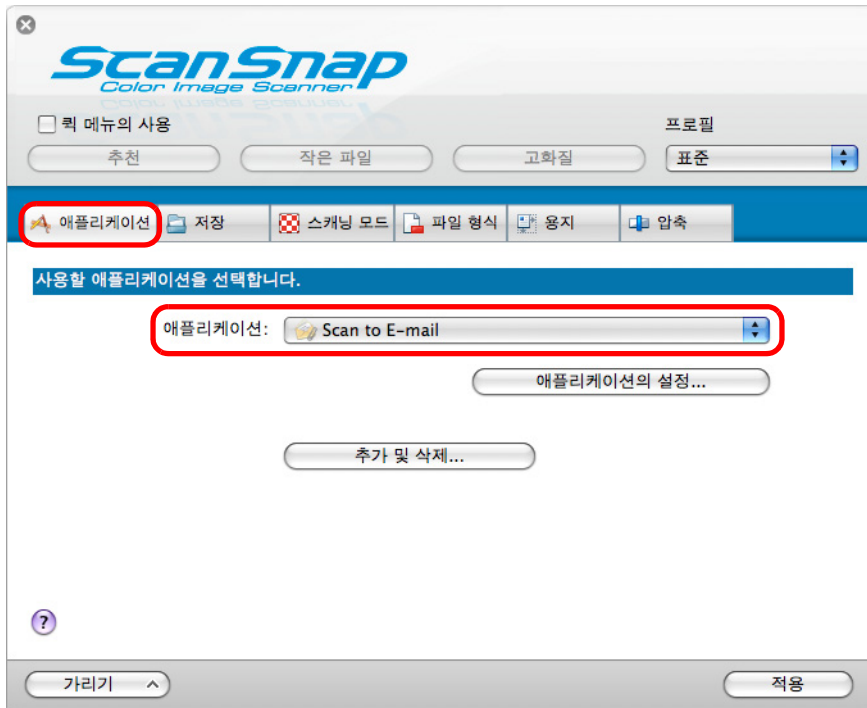 ScanSnap
Color Image Scanner
퀵 메뉴의 사용
프로필
추천
작은 파일
고화질
표준
애플리케이션
저장
스캐닝 모드
파일 형식
용지
압축
사용할 애플리케이션을 선택합니다.
애플리케이션: Scan to E-mail
애플리케이션의 설정...
추가 및 삭제...
?
가리기
적용